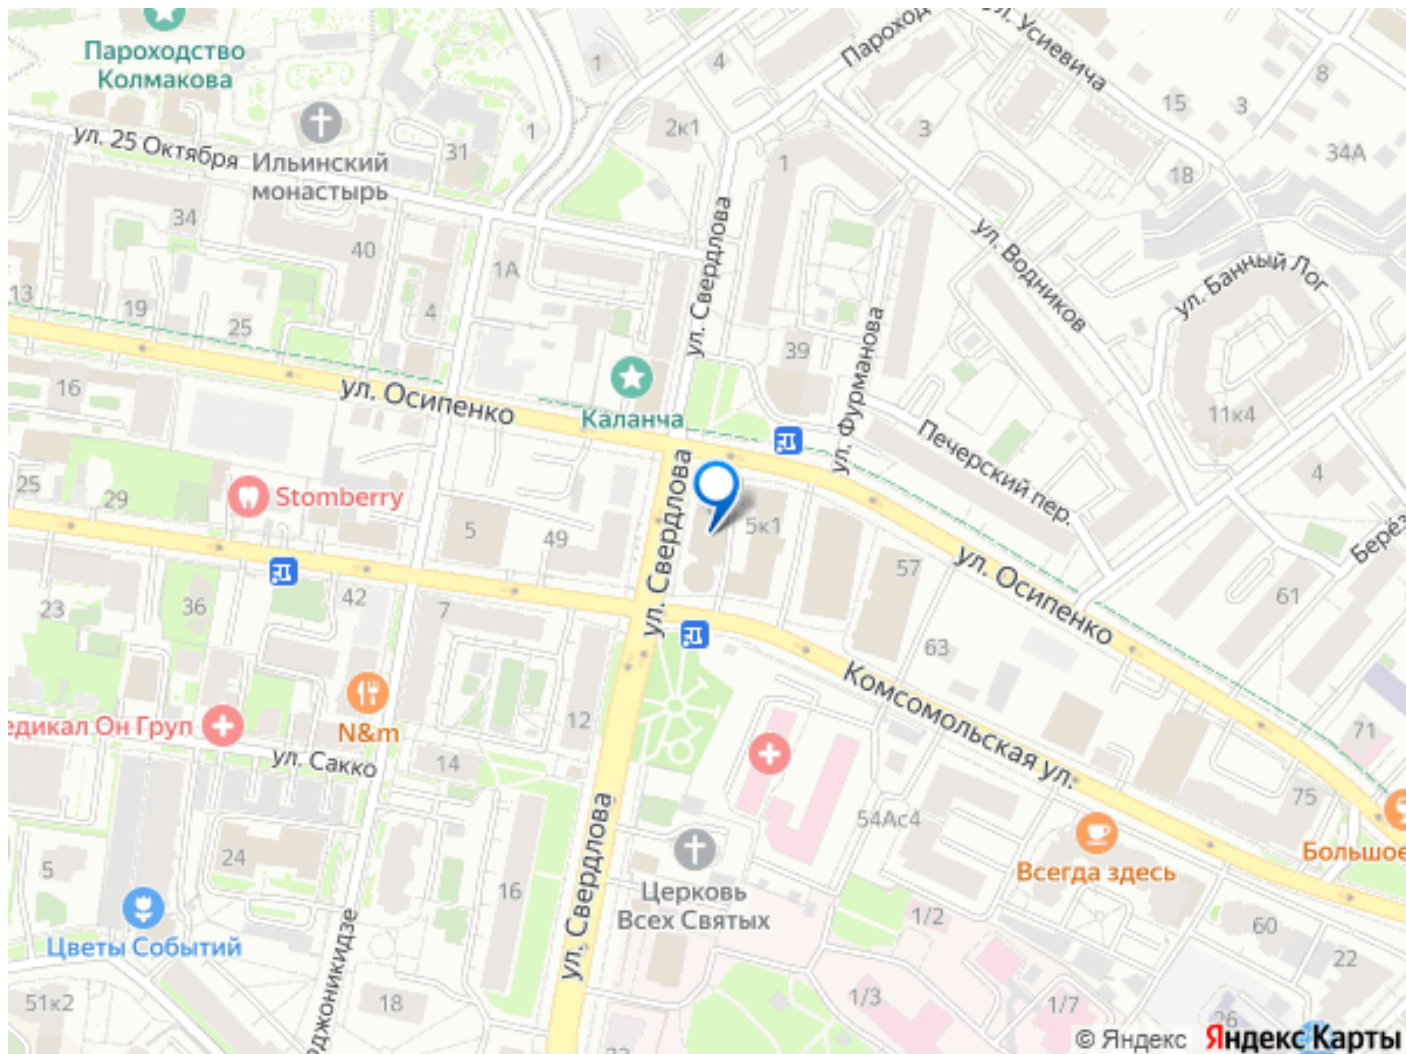 Пароходство
Колмакова
ул. Усиевича
1
4
8
15
3
2к1
3
34А
ул. 25 Октября
Ильинский
монастырь
31
1
1
18
34
40
1А
ул. Свердлова
ул. Водников
ул. Банный Лог
13
19
25
4
ул. Свердлова
39
ул. Фурманова
16
ул. Осипенко
Каланча
11к4
Печерский пер.
25
29
Stomberry
4
5
49
ул. Свердлова
5к1
57
ул. Осипенко
23
36
42
7
61
63
12
Комсомольская ул.
едикал Он Груп
N&m
ул. Сакко
14
71
75
54Ас4
Всегда здесь
Большое
24
5
16
Церковь
Всех Святых
ул. Свердлова
1/2
60
Цветы Событий
22
51к2
18
1/3
1/7
26
© Яндекс Яндекс Карты